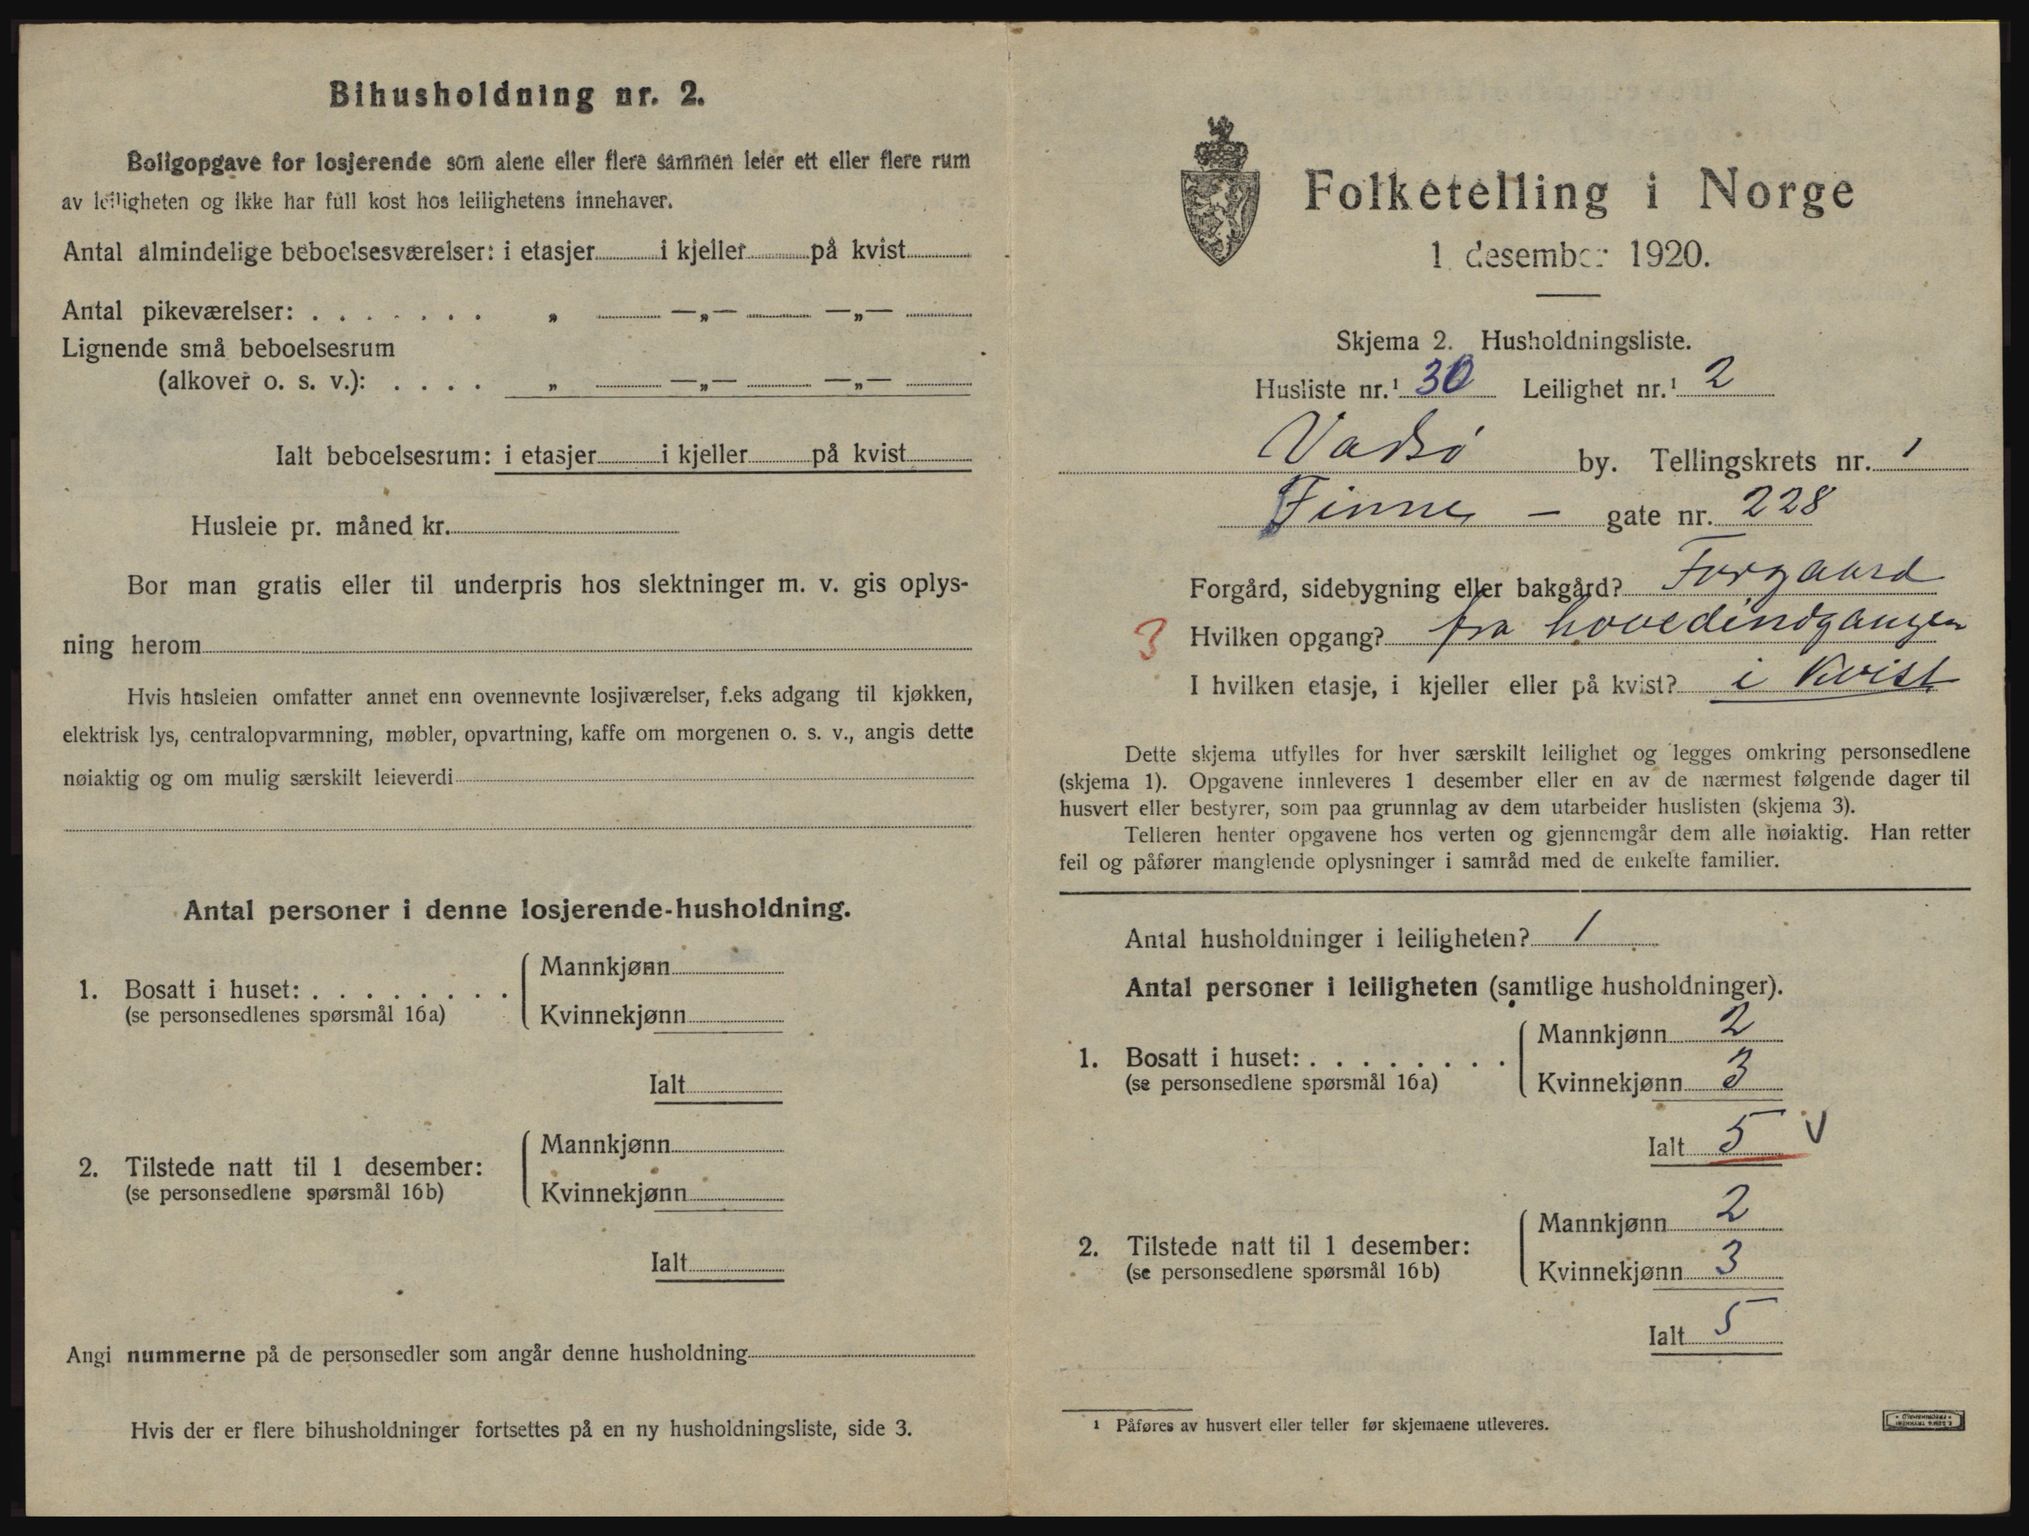 Bihusholdning nr. 2.
Boligopgave for losjerende som alene eller flere sammen leier ett eller flere rum
av leiligheten og ikke har full kost hos leilighetens innehaver.
Antal almindelige beboelsesværelser: i etasjer i kjeller på kvist
Antal pikeværelser: . . . . . . . „ —„— —„—
Lignende små beboelsesrum
(alkover o. s. v.): . . . . „ —„— —„—
Ialt beboelsesrum: i etasjer i kjeller på kvist
Husleie pr. måned kr.
Bor man gratis eller til underpris hos slektninger m. v. gis oplys-
ning herom
Hvis husleien omfatter annet enn ovennevnte losjiværelser, f.eks adgang til kjøkken,
elektrisk lys, centralopvarmning, møbler, opvartning, kaffe om morgenen o. s. v., angis dette
nøiaktig og om mulig særskilt leieverdi
Antal personer i denne losjerende-husholdning.
1. Bosatt i huset: . . . . . . . .
(se personsedlenes spørsmål 16a)
Mannkjønn
Kvinnekjønn
Ialt
2. Tilstede natt til 1 desember:
(se personsedlene spørsmål 16b)
Mannkjønn
Kvinnekjønn
Ialt
Angi nummerne på de personsedler som angår denne husholdning
Hvis der er flere bihusholdninger fortsettes på en ny husholdningsliste, side 3.
Folketelling i Norge
1 desember 1920.
Skjema 2. Husholdningsliste.
Husliste nr.¹ 30 Leilighet nr.¹ 2
Vadsö by. Tellingskrets nr. 1
Finne - gate nr. 228
Forgård, sidebygning eller bakgård? Forgaard
3 Hvilken opgang? fra hovedindgangen
I hvilken etasje, i kjeller eller på kvist? i Kvist
Dette skjema utfylles for hver særskilt leilighet og legges omkring personsedlene
(skjema 1). Opgavene innleveres 1 desember eller en av de nærmest følgende dager til
husvert eller bestyrer, som paa grunnlag av dem utarbeider huslisten (skjema 3).
Telleren henter opgavene hos verten og gjennemgår dem alle nøiaktig. Han retter
feil og påfører manglende oplysninger i samråd med de enkelte familier.
Antal husholdninger i leiligheten? 1
Antal personer i leiligheten (samtlige husholdninger).
1. Bosatt i huset: . . . . . . . .
(se personsedlene spørsmål 16a)
Mannkjønn 2
Kvinnekjønn 3
Ialt 5 V
2. Tilstede natt til 1 desember:
(se personsedlene spørsmål 16b)
Mannkjønn 2
Kvinnekjønn 3
Ialt 5
¹ Påføres av husvert eller teller før skjemaene utleveres.